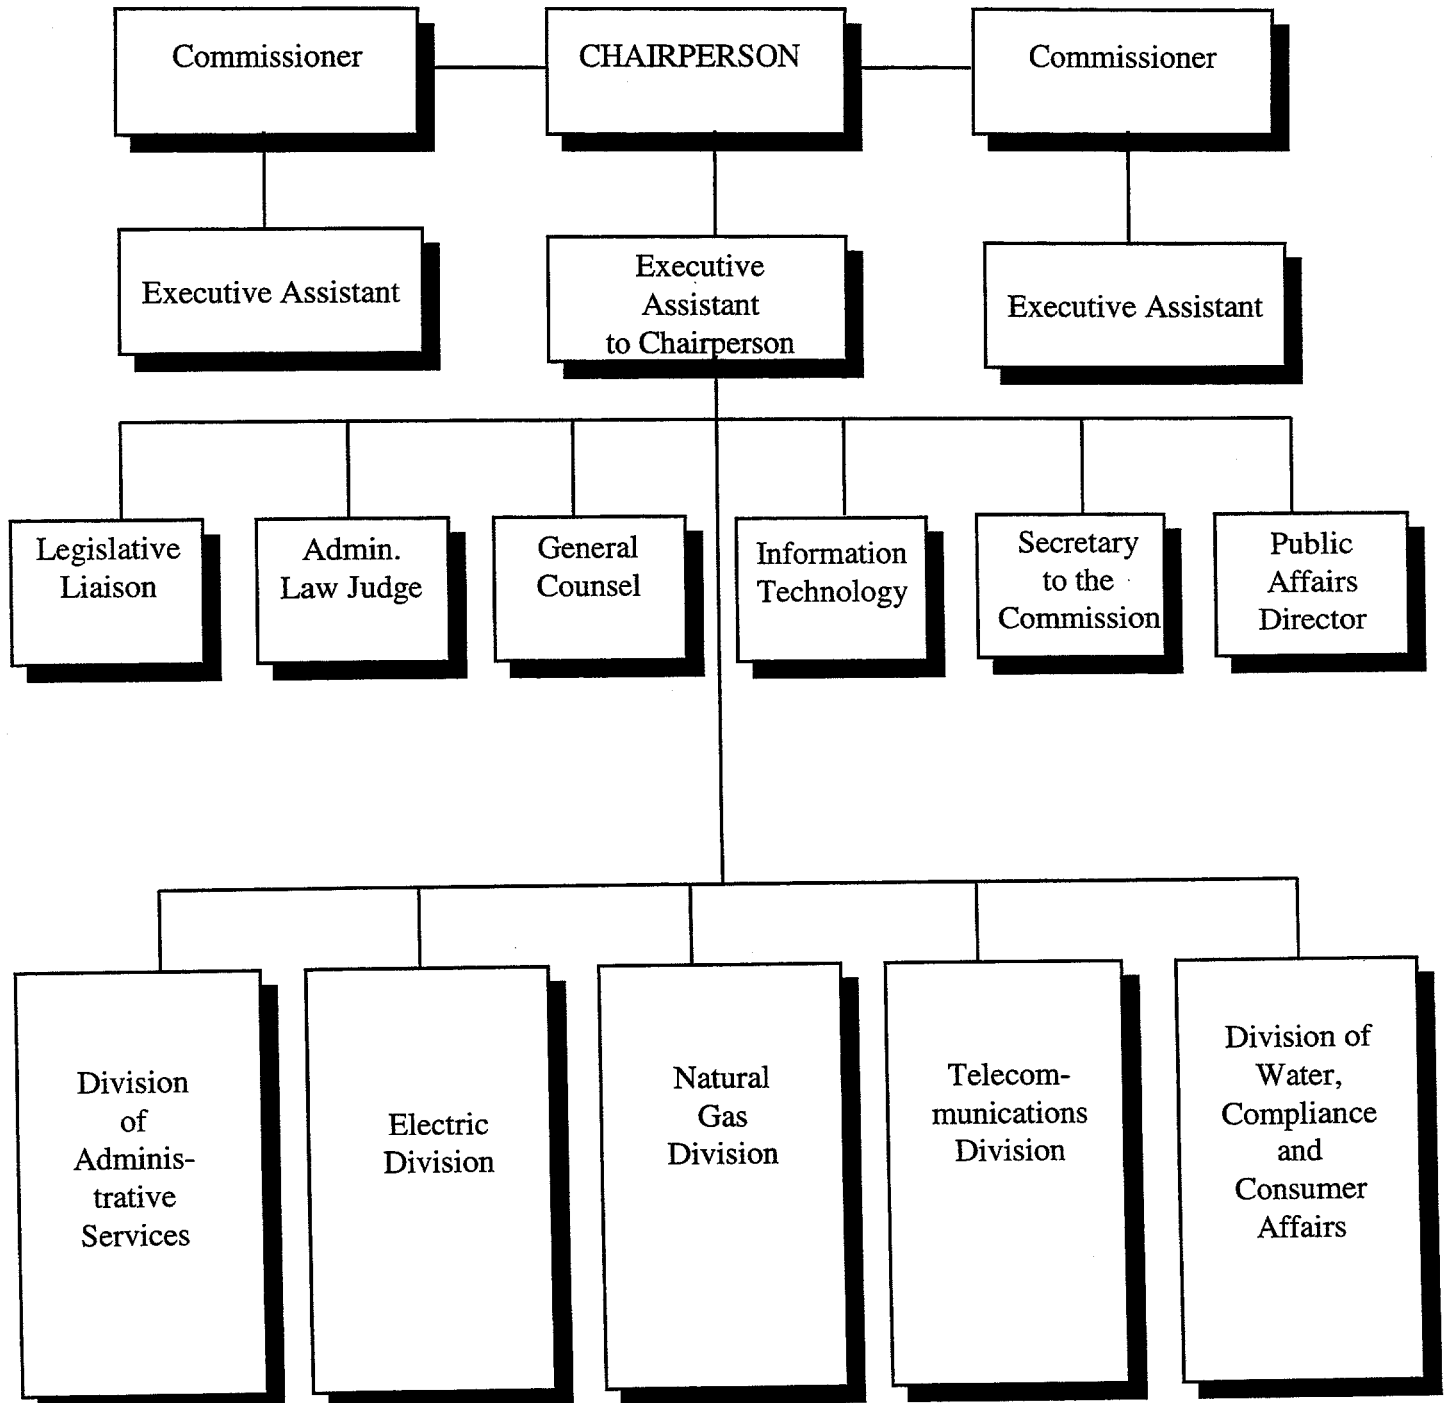 Commissioner
CHAIRPERSON
Commissioner
Executive Assistant
Executive
Assistant
to Chairperson
Executive Assistant
Legislative
Liaison
Admin.
Law Judge
General
Counsel
Information
Technology
Secretary
to the
Commission
Public
Affairs
Director
Division
of
Adminis-
trative
Services
Electric
Division
Natural
Gas
Division
Telecom-
munications
Division
Division of
Water,
Compliance
and
Consumer
Affairs